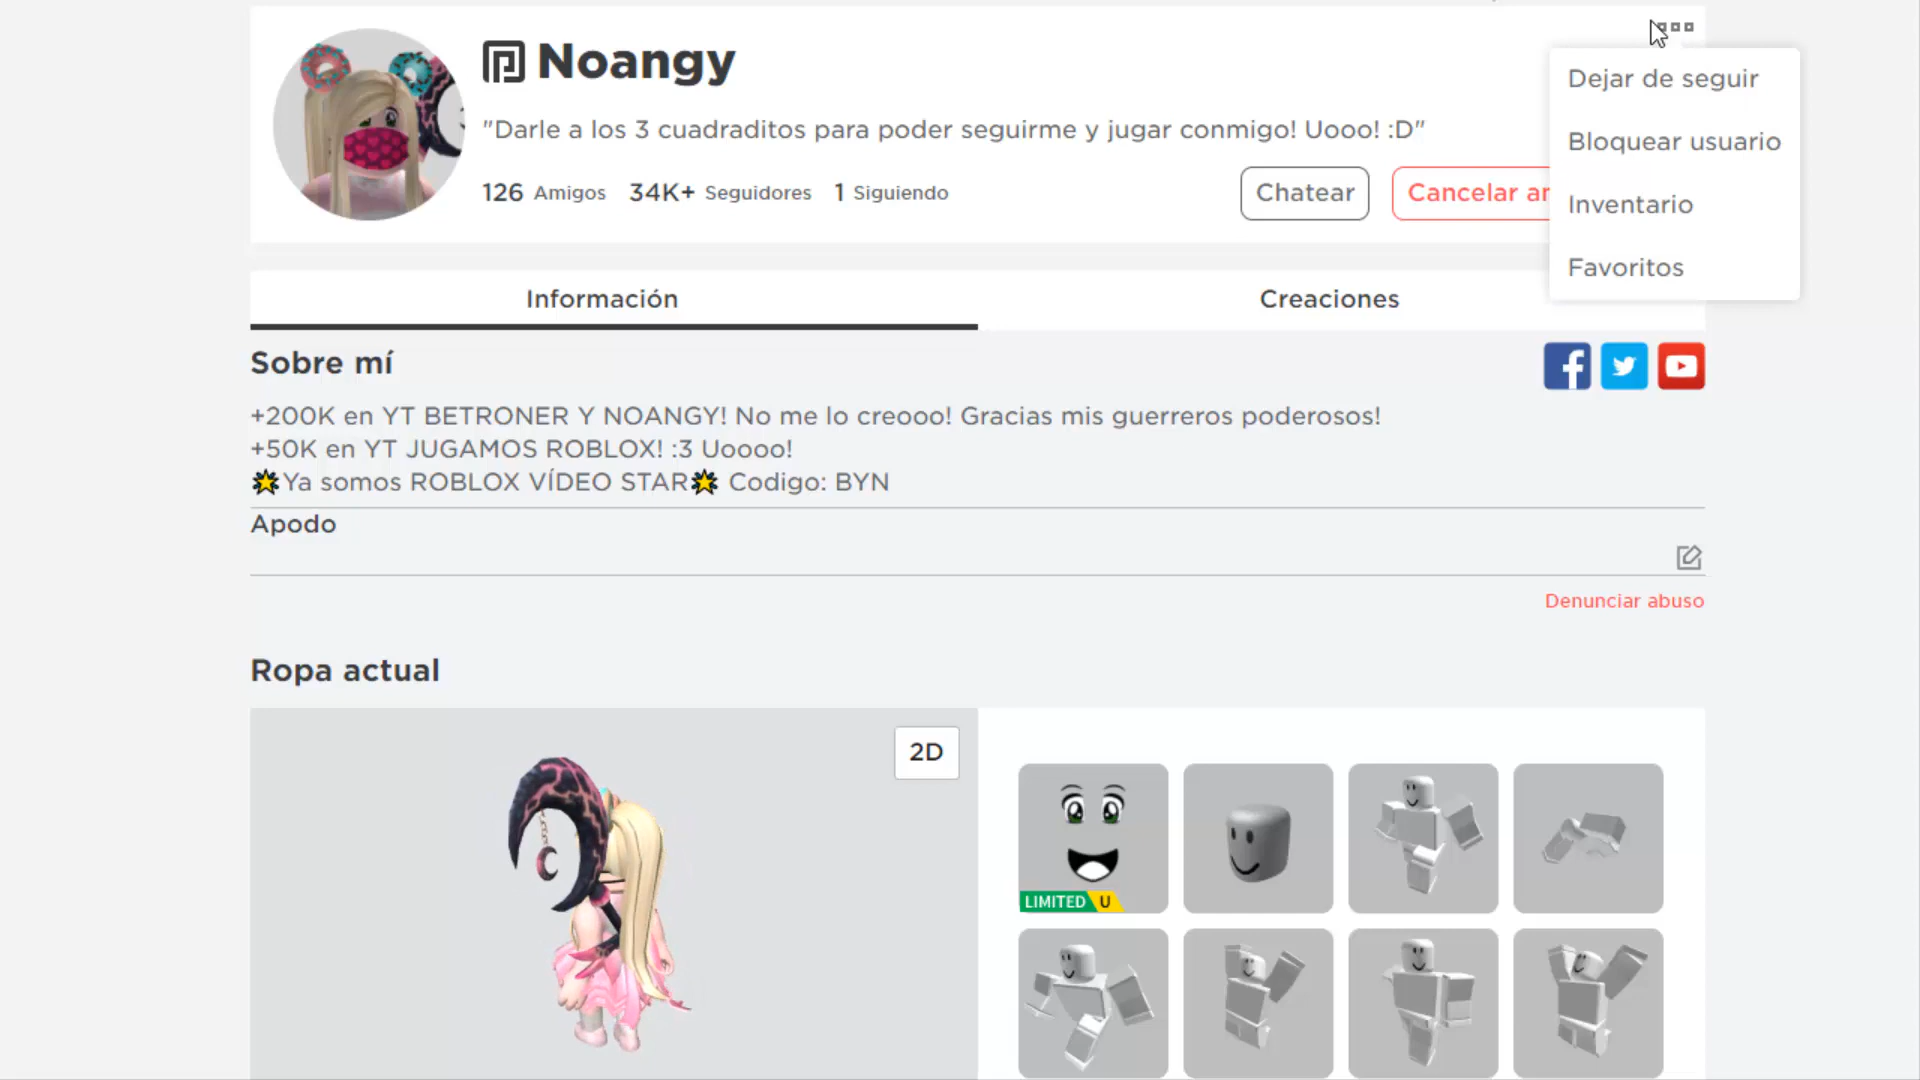 Noangy
"Darle a los 3 cuadraditos para poder seguirme y jugar conmigo! Uooo! :D"
126 Amigos 34K+ Seguidores 1 Siguiendo
Chatear
Cancelar ar
Dejar de seguir
Bloquear usuario
Inventario
Favoritos
Información
Creaciones
Sobre mí
+200K en YT BETRONER Y NOANGY! No me lo creooo! Gracias mis guerreros poderosos!
+50K en YT JUGAMOS ROBLOX! :3 Uoooo!
🌟Ya somos ROBLOX VÍDEO STAR🌟 Codigo: BYN
Apodo
Denunciar abuso
Ropa actual
2D
LIMITED U